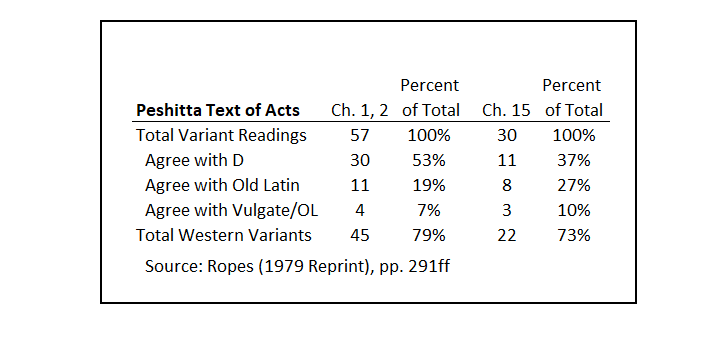 Percent Percent
Peshitta Text of Acts Ch. 1, 2 of Total Ch. 15 of Total
Total Variant Readings 57 100% 30 100%
Agree with D 30 53% 11 37%
Agree with Old Latin 11 19% 8 27%
Agree with Vulgate/OL 4 7% 3 10%
Total Western Variants 45 79% 22 73%
Source: Ropes (1979 Reprint), pp. 291ff